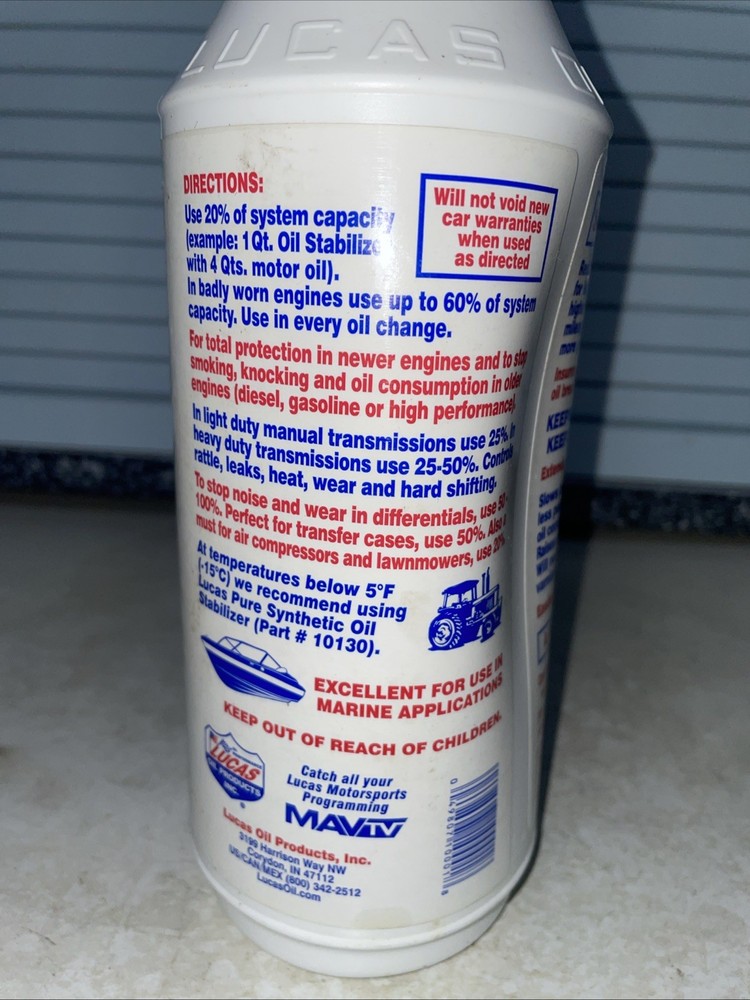 LUCAS
DIRECTIONS:
Use 20% of system capacity
(example: 1 Qt. Oil Stabilize
with 4 Qts. motor oil).
In badly worn engines use up to 60% of system
capacity. Use in every oil change.
Will not void new
car warranties
when used
as directed
For total protection in newer engines and to stop
smoking, knocking and oil consumption in older
engines (diesel, gasoline or high performance)
In light duty manual transmissions use 25%
heavy duty transmissions use 25-50%. Controls
rattle, leaks, heat, wear and hard shifting.
To stop noise and wear in differentials, use 50-
100%. Perfect for transfer cases, use 50%. Also
must for air compressors and lawnmowers, use 20%
At temperatures below 5°F
(-15°C) we recommend using
Lucas Pure Synthetic Oil
Stabilizer (Part # 10130).
EXCELLENT FOR USE IN
MARINE APPLICATIONS
KEEP OUT OF REACH OF CHILDREN.
LUCAS
OIL PRODUCTS
INC.
Catch all your
Lucas Motorsports
Programming
MAVTV
Lucas Oil Products, Inc.
3199 Harrison Way NW
Corydon, IN 47112
US/CAN/MEX (800) 342-2512
LucasOil.com